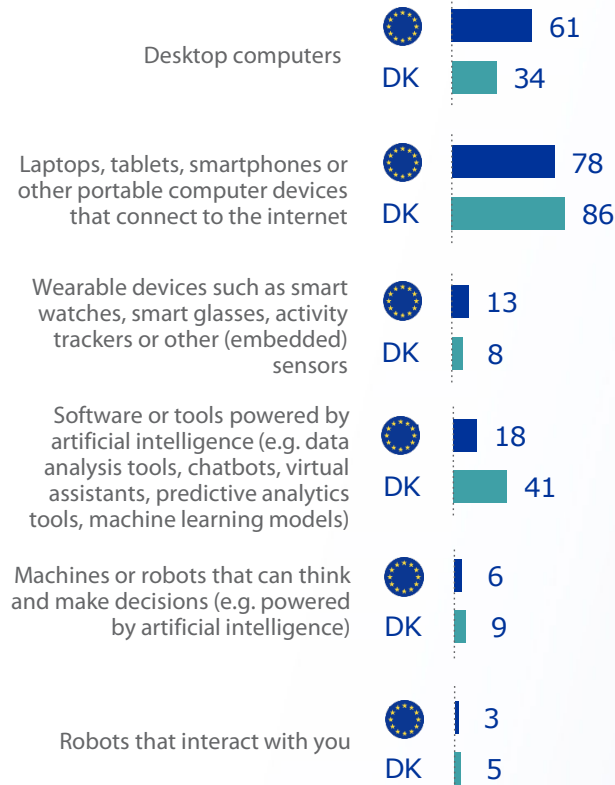 Desktop computers
61
DK 34
Laptops, tablets, smartphones or
other portable computer devices
that connect to the internet
78
DK 86
Wearable devices such as smart
watches, smart glasses, activity
trackers or other (embedded)
sensors
13
DK 8
Software or tools powered by
artificial intelligence (e.g. data
analysis tools, chatbots, virtual
assistants, predictive analytics
tools, machine learning models)
18
DK 41
Machines or robots that can think
and make decisions (e.g. powered
by artificial intelligence)
6
DK 9
Robots that interact with you
3
DK 5